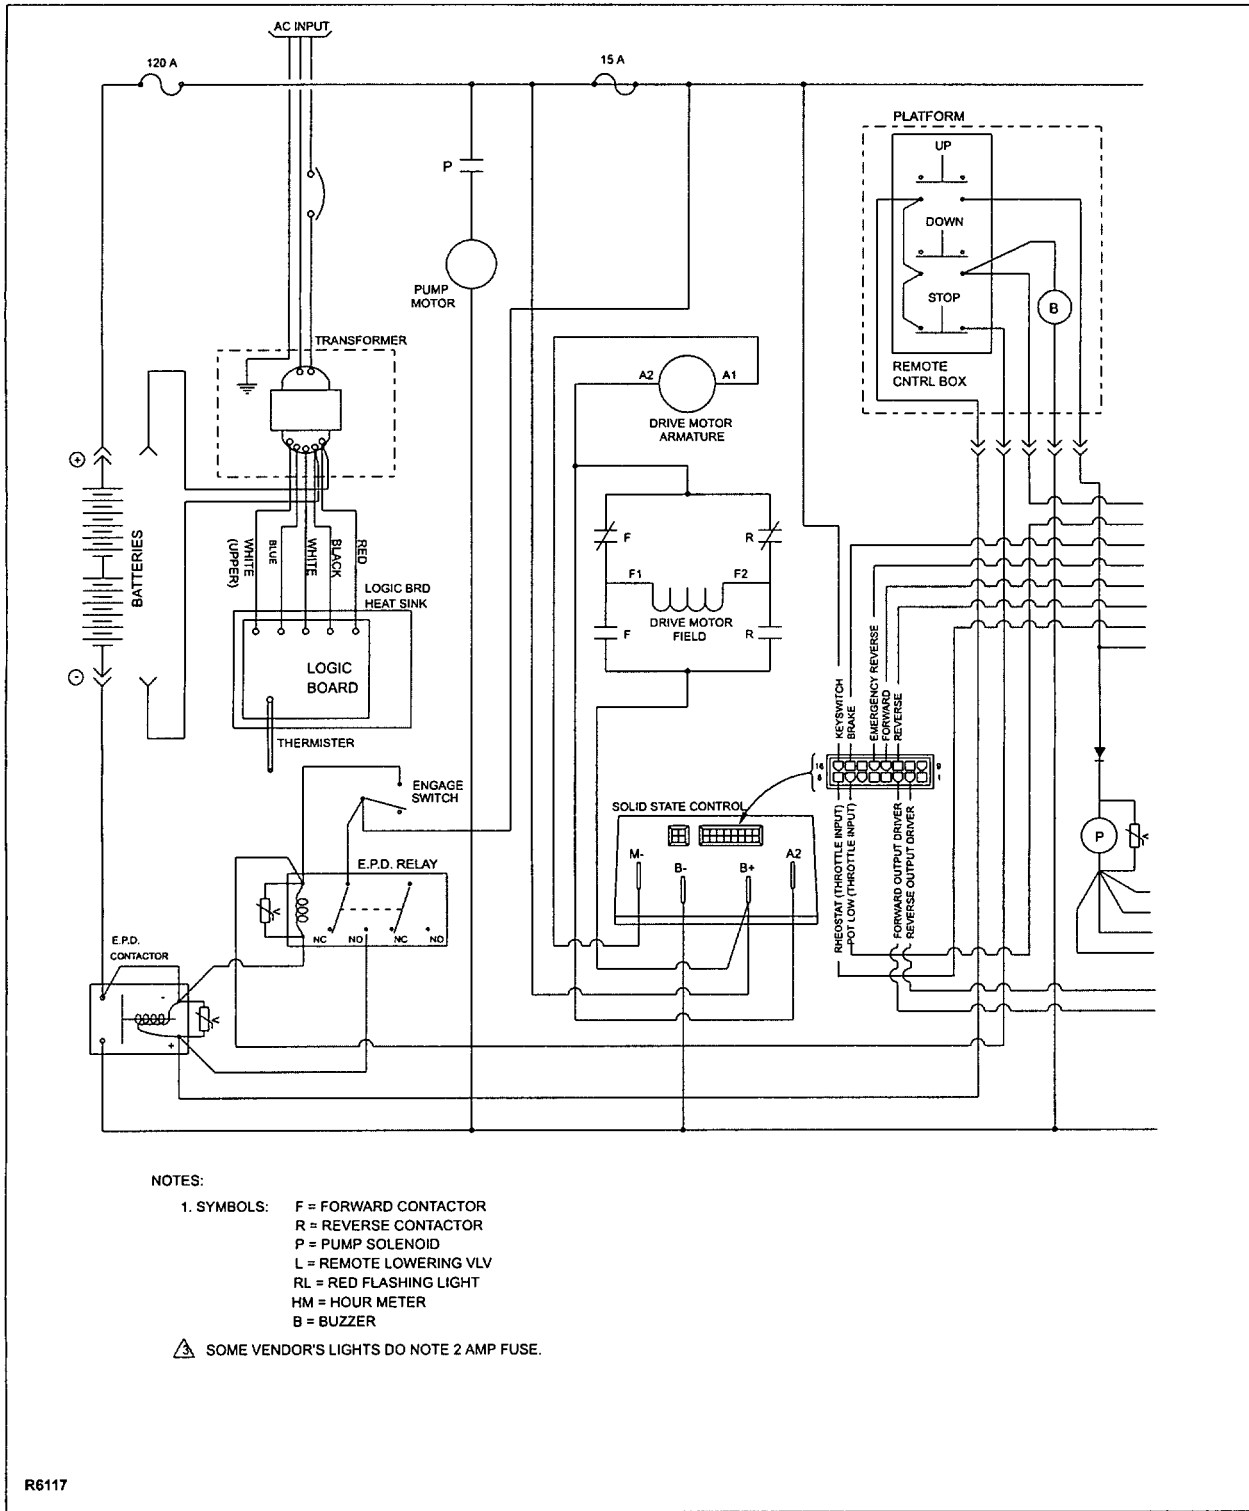 AC INPUT
120 A
15 A
PLATFORM
UP
DOWN
STOP
B
REMOTE
CNTRL BOX
P
PUMP
MOTOR
TRANSFORMER
A2
A1
DRIVE MOTOR
ARMATURE
+
BATTERIES
-
WHITE
(UPPER)
BLUE
WHITE
BLACK
RED
LOGIC BRD
HEAT SINK
LOGIC
BOARD
THERMISTER
F
R
F1
F2
DRIVE MOTOR
FIELD
F
R
KEYSWITCH
BRAKE
EMERGENCY REVERSE
FORWARD
REVERSE
16
9
8
1
ENGAGE
SWITCH
SOLID STATE CONTROL
M-
B-
B+
A2
RHEOSTAT (THROTTLE INPUT)
POT LOW (THROTTLE INPUT)
FORWARD OUTPUT DRIVER
REVERSE OUTPUT DRIVER
P
V
E.P.D. RELAY
V
NC
NO
NC
NO
E.P.D.
CONTACTOR
-
+
V
NOTES:
1. SYMBOLS: F = FORWARD CONTACTOR
R = REVERSE CONTACTOR
P = PUMP SOLENOID
L = REMOTE LOWERING VLV
RL = RED FLASHING LIGHT
HM = HOUR METER
B = BUZZER
3 SOME VENDOR'S LIGHTS DO NOTE 2 AMP FUSE.
R6117